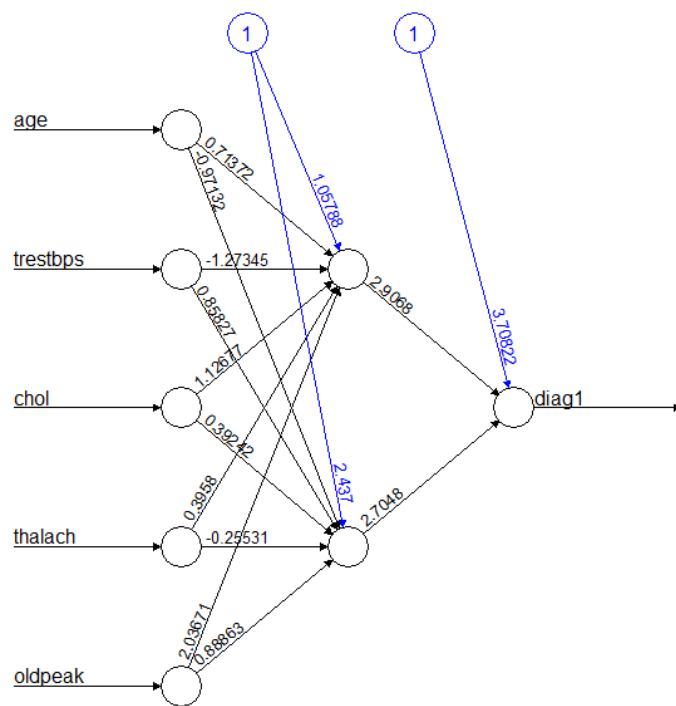 1
1
age
0.71372
-0.97132
1.05788
trestbps
-1.27345
0.85827
2.9068
3.70822
chol
1.12677
0.39242
diag1
2.437
2.7048
thalach
0.3958
-0.25531
2.03671
0.88863
oldpeak